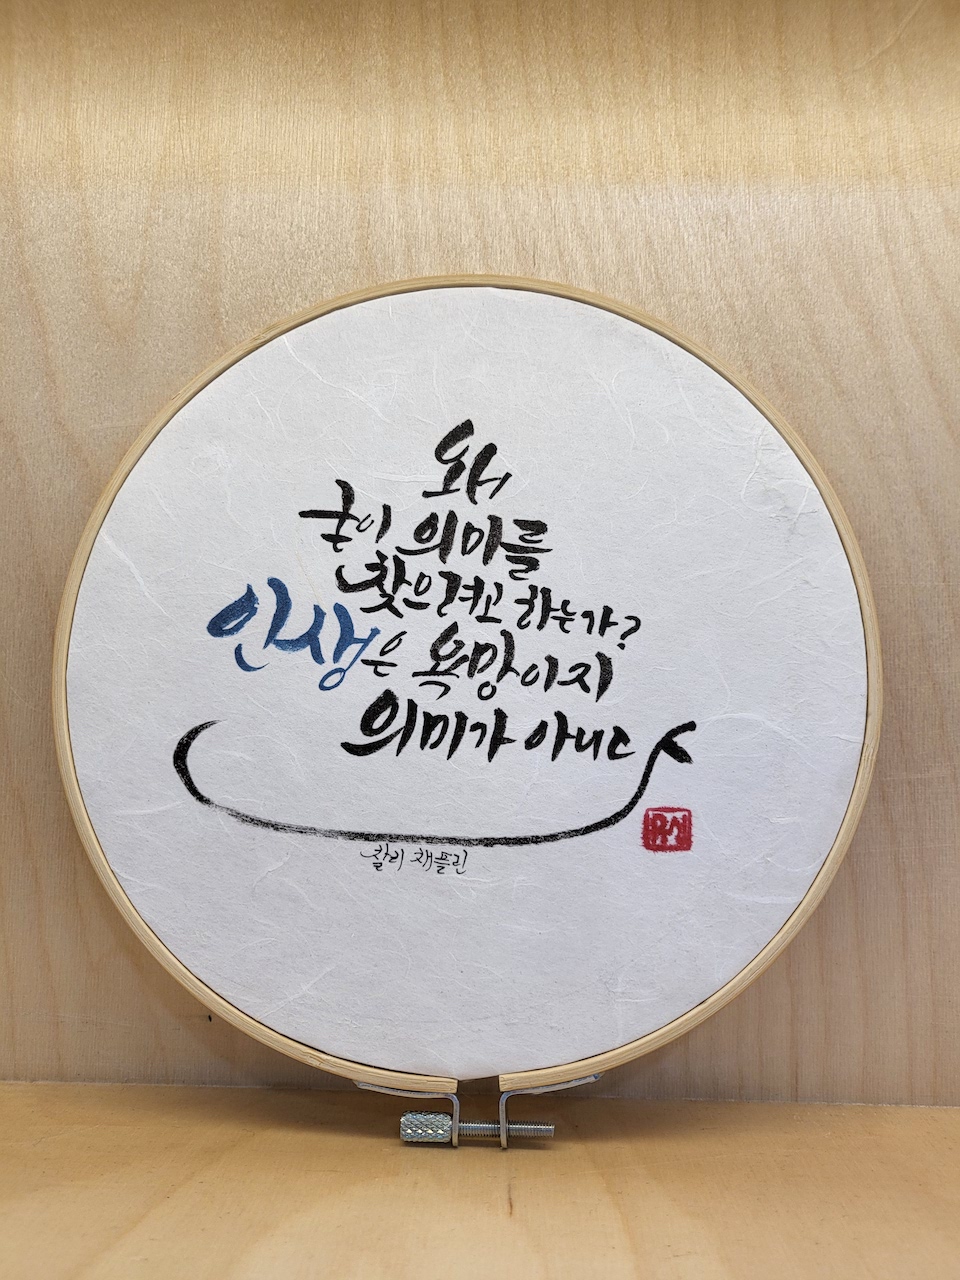 왜
굳이 의미를
찾으려고 하는가?
인생은 욕망이지
의미가 아니다
찰리 채플린